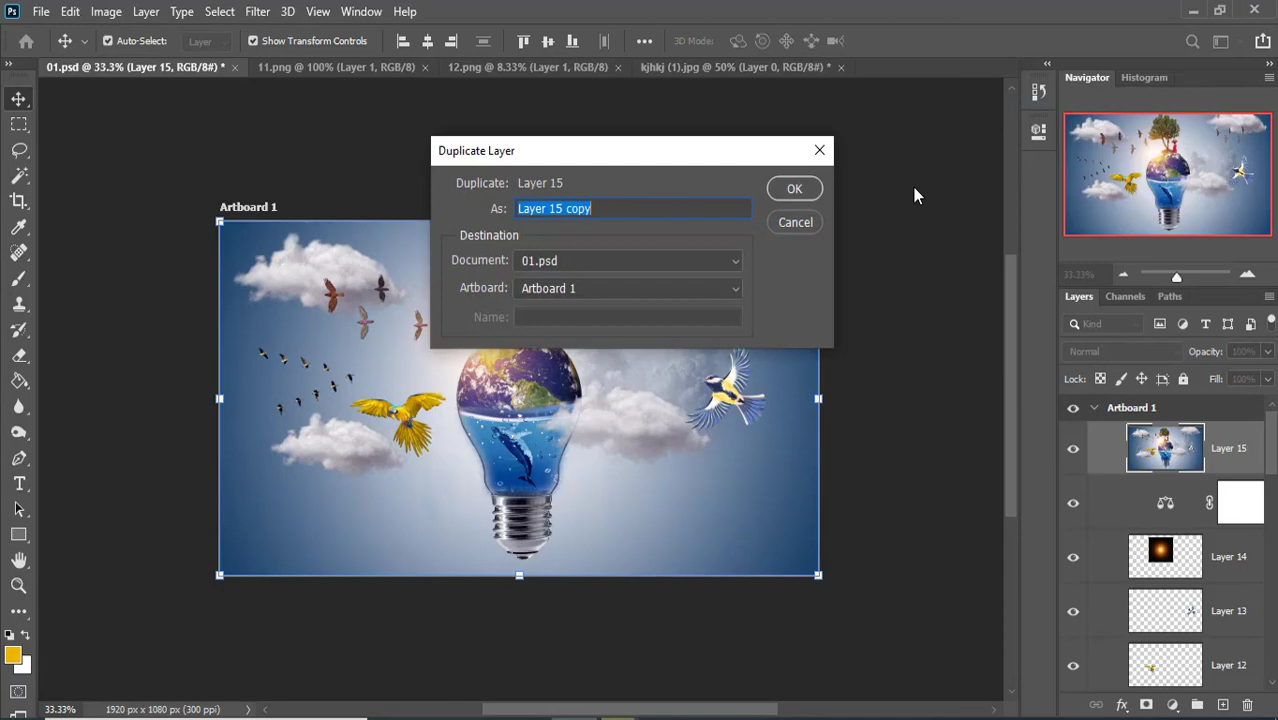 Ps File Edit Image Layer Type Select Filter 3D View Window Help
Auto-Select: Layer Show Transform Controls ••• 3D Mode:
01.psd @ 33.3% (Layer 15, RGB/8#) * × 11.png @ 100% (Layer 1, RGB/8) × 12.png @ 8.33% (Layer 1, RGB/8) × kjhkj (1).jpg @ 50% (Layer 0, RGB/8#) * ×
Navigator Histogram
Duplicate Layer
Duplicate: Layer 15
As: Layer 15 copy
OK
Cancel
Destination
Document: 01.psd
Artboard: Artboard 1
Name:
Artboard 1
33.33%
Layers Channels Paths
Kind
Normal Opacity: 100%
Lock: Fill: 100%
Artboard 1
Layer 15
Layer 14
Layer 13
Layer 12
fx
33.33% 1920 px x 1080 px (300 ppi)